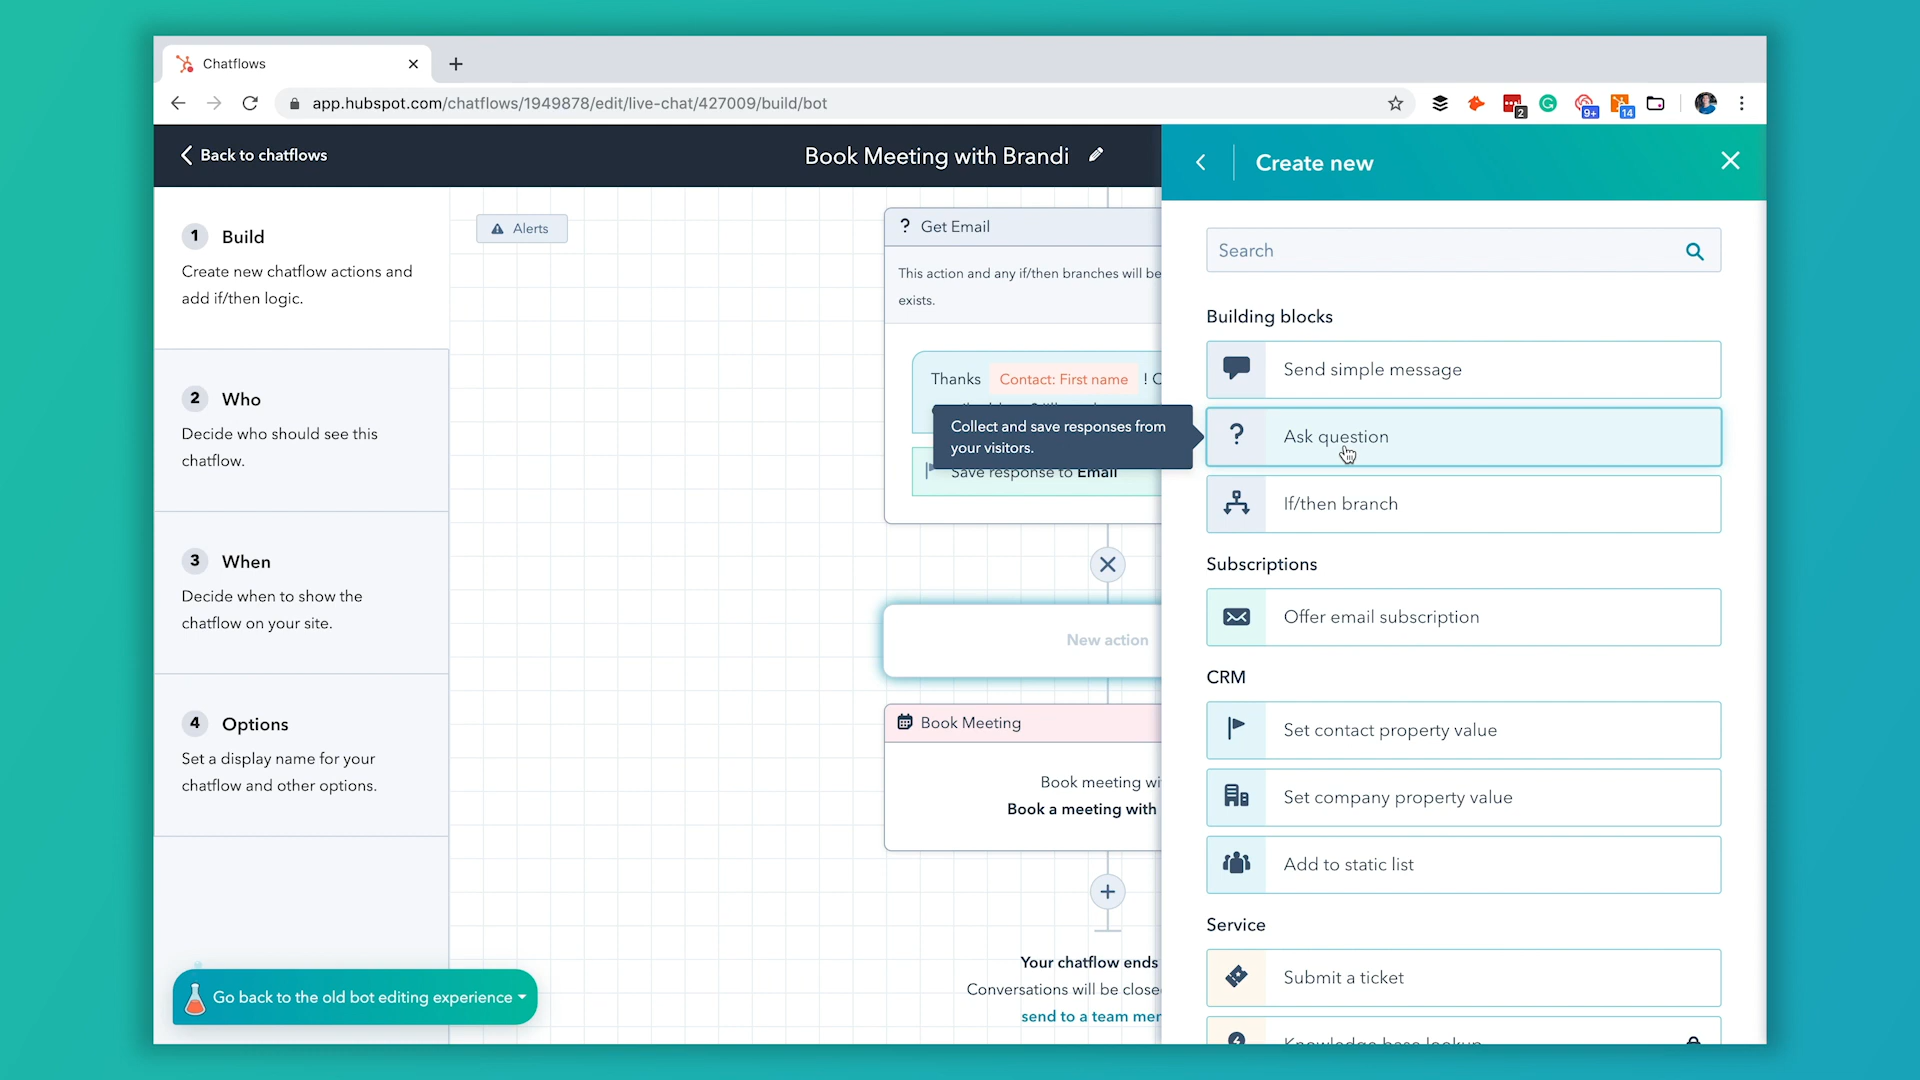 Chatflows
app.hubspot.com/chatflows/1949878/edit/live-chat/427009/build/bot
2
9+
14
Back to chatflows
Book Meeting with Brandi
Create new
1 Build
Create new chatflow actions and
add if/then logic.
2 Who
Decide who should see this
chatflow.
3 When
Decide when to show the
chatflow on your site.
4 Options
Set a display name for your
chatflow and other options.
Go back to the old bot editing experience
Alerts
? Get Email
This action and any if/then branches will be
exists.
Thanks Contact: First name ! C
Collect and save responses from
your visitors.
Save response to Email
New action
Book Meeting
Book meeting wi
Book a meeting with
Your chatflow ends
Conversations will be close
send to a team mer
Search
Building blocks
Send simple message
? Ask question
If/then branch
Subscriptions
Offer email subscription
CRM
Set contact property value
Set company property value
Add to static list
Service
Submit a ticket
Knowledge base lookup